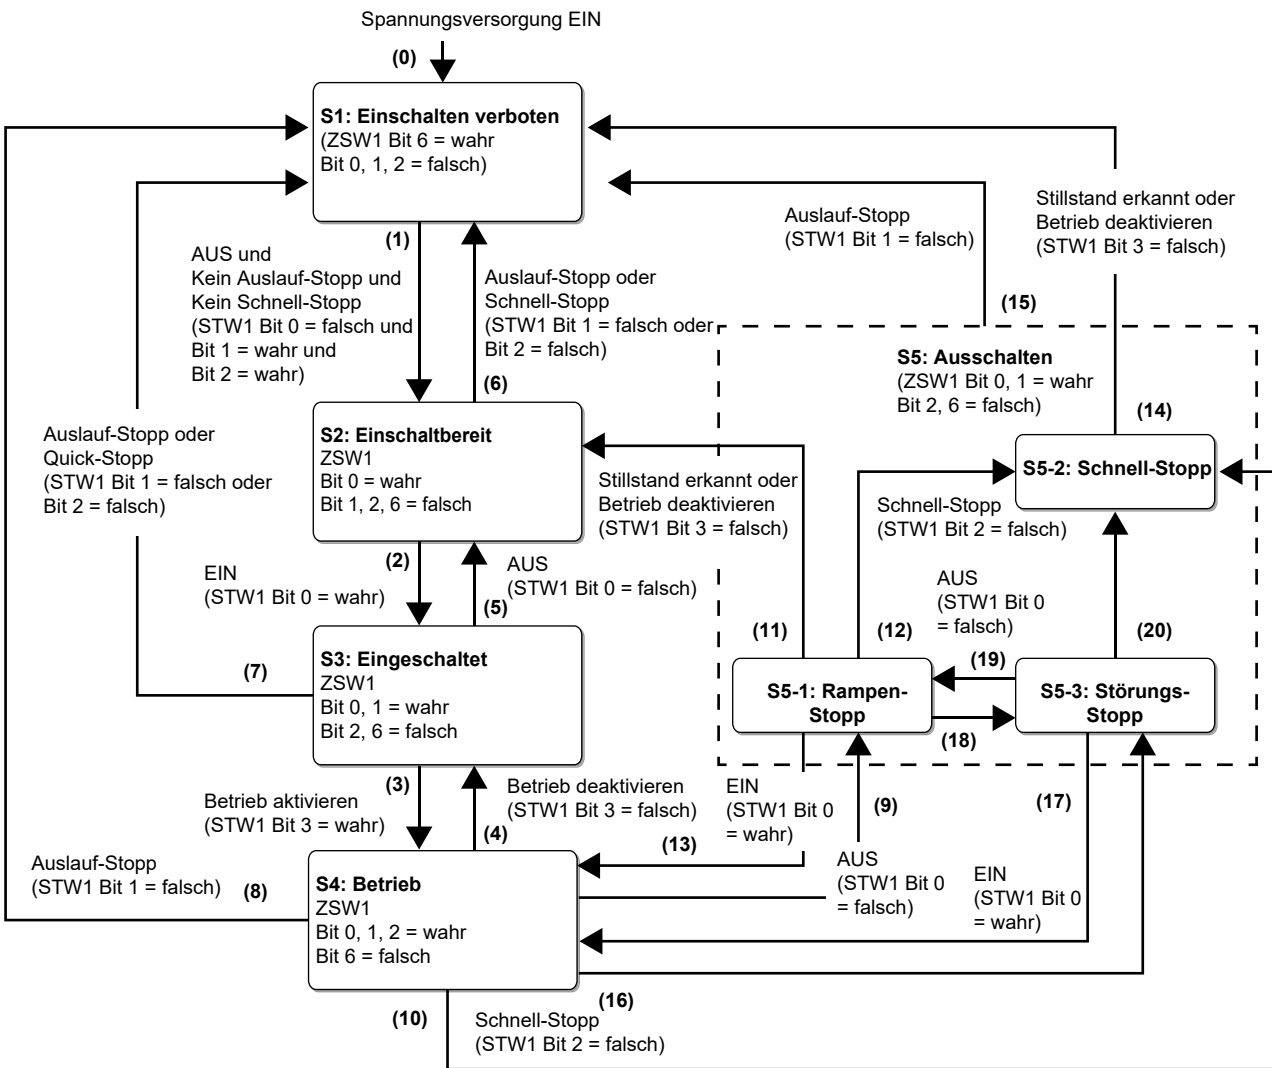 Spannungsversorgung EIN
(0)
S1: Einschalten verboten
(ZSW1 Bit 6 = wahr
Bit 0, 1, 2 = falsch)
(1)
AUS und
Kein Auslauf-Stopp und
Kein Schnell-Stopp
(STW1 Bit 0 = falsch und
Bit 1 = wahr und
Bit 2 = wahr)
Auslauf-Stopp oder
Schnell-Stopp
(STW1 Bit 1 = falsch oder
Bit 2 = falsch)
(6)
Auslauf-Stopp
(STW1 Bit 1 = falsch)
(15)
Stillstand erkannt oder
Betrieb deaktivieren
(STW1 Bit 3 = falsch)
S5: Ausschalten
(ZSW1 Bit 0, 1 = wahr
Bit 2, 6 = falsch)
(14)
Auslauf-Stopp oder
Quick-Stopp
(STW1 Bit 1 = falsch oder
Bit 2 = falsch)
S2: Einschaltbereit
ZSW1
Bit 0 = wahr
Bit 1, 2, 6 = falsch
Stillstand erkannt oder
Betrieb deaktivieren
(STW1 Bit 3 = falsch)
S5-2: Schnell-Stopp
Schnell-Stopp
(STW1 Bit 2 = falsch)
(2)
EIN
(STW1 Bit 0 = wahr)
AUS
(STW1 Bit 0 = falsch)
(5)
AUS
(STW1 Bit 0
= falsch)
(11)
(12)
(20)
(19)
(7)
S3: Eingeschaltet
ZSW1
Bit 0, 1 = wahr
Bit 2, 6 = falsch
S5-1: Rampen-
Stopp
S5-3: Störungs-
Stopp
(18)
(3)
Betrieb aktivieren
(STW1 Bit 3 = wahr)
Betrieb deaktivieren
(STW1 Bit 3 = falsch)
(4)
EIN
(STW1 Bit 0
= wahr)
(9)
(17)
(13)
Auslauf-Stopp
(STW1 Bit 1 = falsch)
(8)
S4: Betrieb
ZSW1
Bit 0, 1, 2 = wahr
Bit 6 = falsch
AUS
(STW1 Bit 0
= falsch)
EIN
(STW1 Bit 0
= wahr)
(16)
(10)
Schnell-Stopp
(STW1 Bit 2 = falsch)